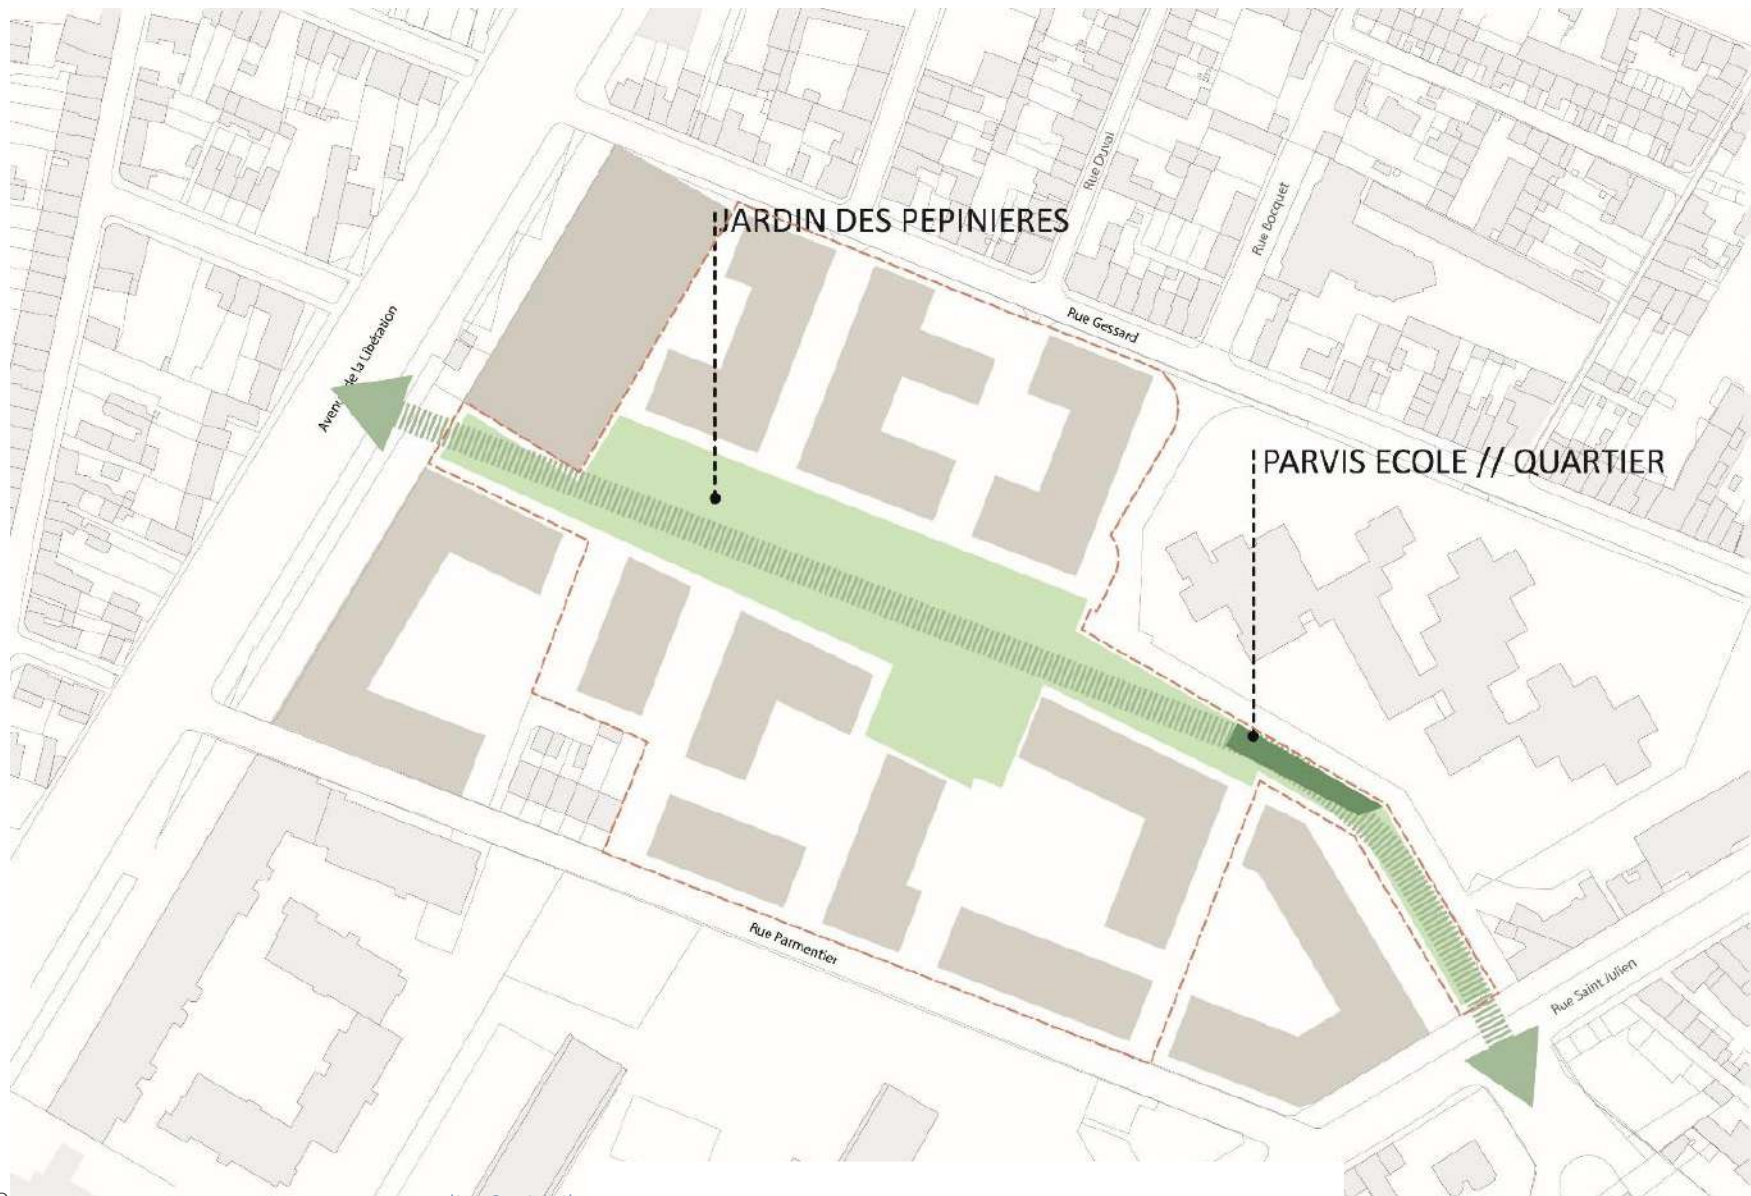 Rue Duval
Rue Bocquet
JARDIN DES PEPINIERES
Rue Gessard
Avenue de la Libération
PARVIS ECOLE // QUARTIER
Rue Parmentier
Rue Saint Julien